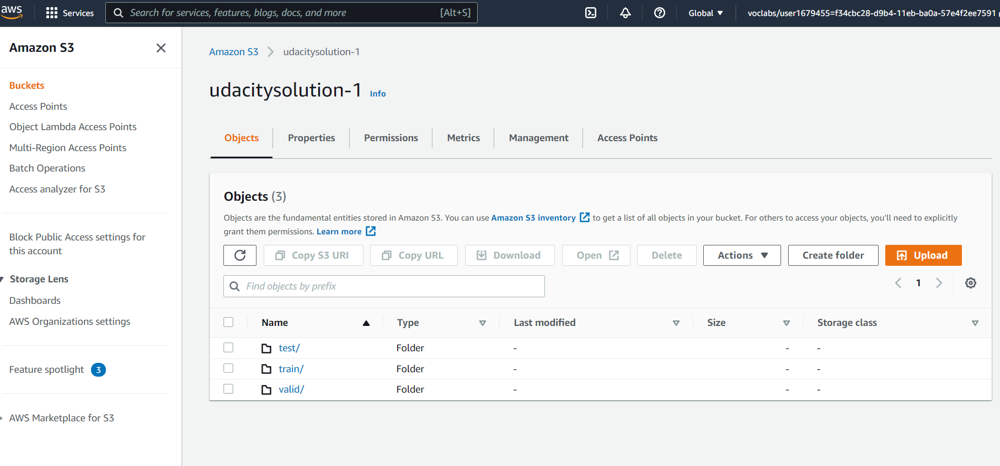 aws
Services
Search for services, features, blogs, docs, and more [Alt+S]
Global
voclabs/user1679455=f34cbc28-d9b4-11eb-ba0a-57e4f2ee7591
Amazon S3
Buckets
Access Points
Object Lambda Access Points
Multi-Region Access Points
Batch Operations
Access analyzer for S3
Block Public Access settings for
this account
Storage Lens
Dashboards
AWS Organizations settings
Feature spotlight 3
AWS Marketplace for S3
Amazon S3 udacitysolution-1
udacitysolution-1 Info
Objects Properties Permissions Metrics Management Access Points
Objects (3)
Objects are the fundamental entities stored in Amazon S3. You can use Amazon S3 inventory to get a list of all objects in your bucket. For others to access your objects, you'll need to explicitly
grant them permissions. Learn more
Copy S3 URI Copy URL Download Open Delete Actions Create folder Upload
Find objects by prefix 1
Name Type Last modified Size Storage class
test/ Folder - - -
train/ Folder - - -
valid/ Folder - - -